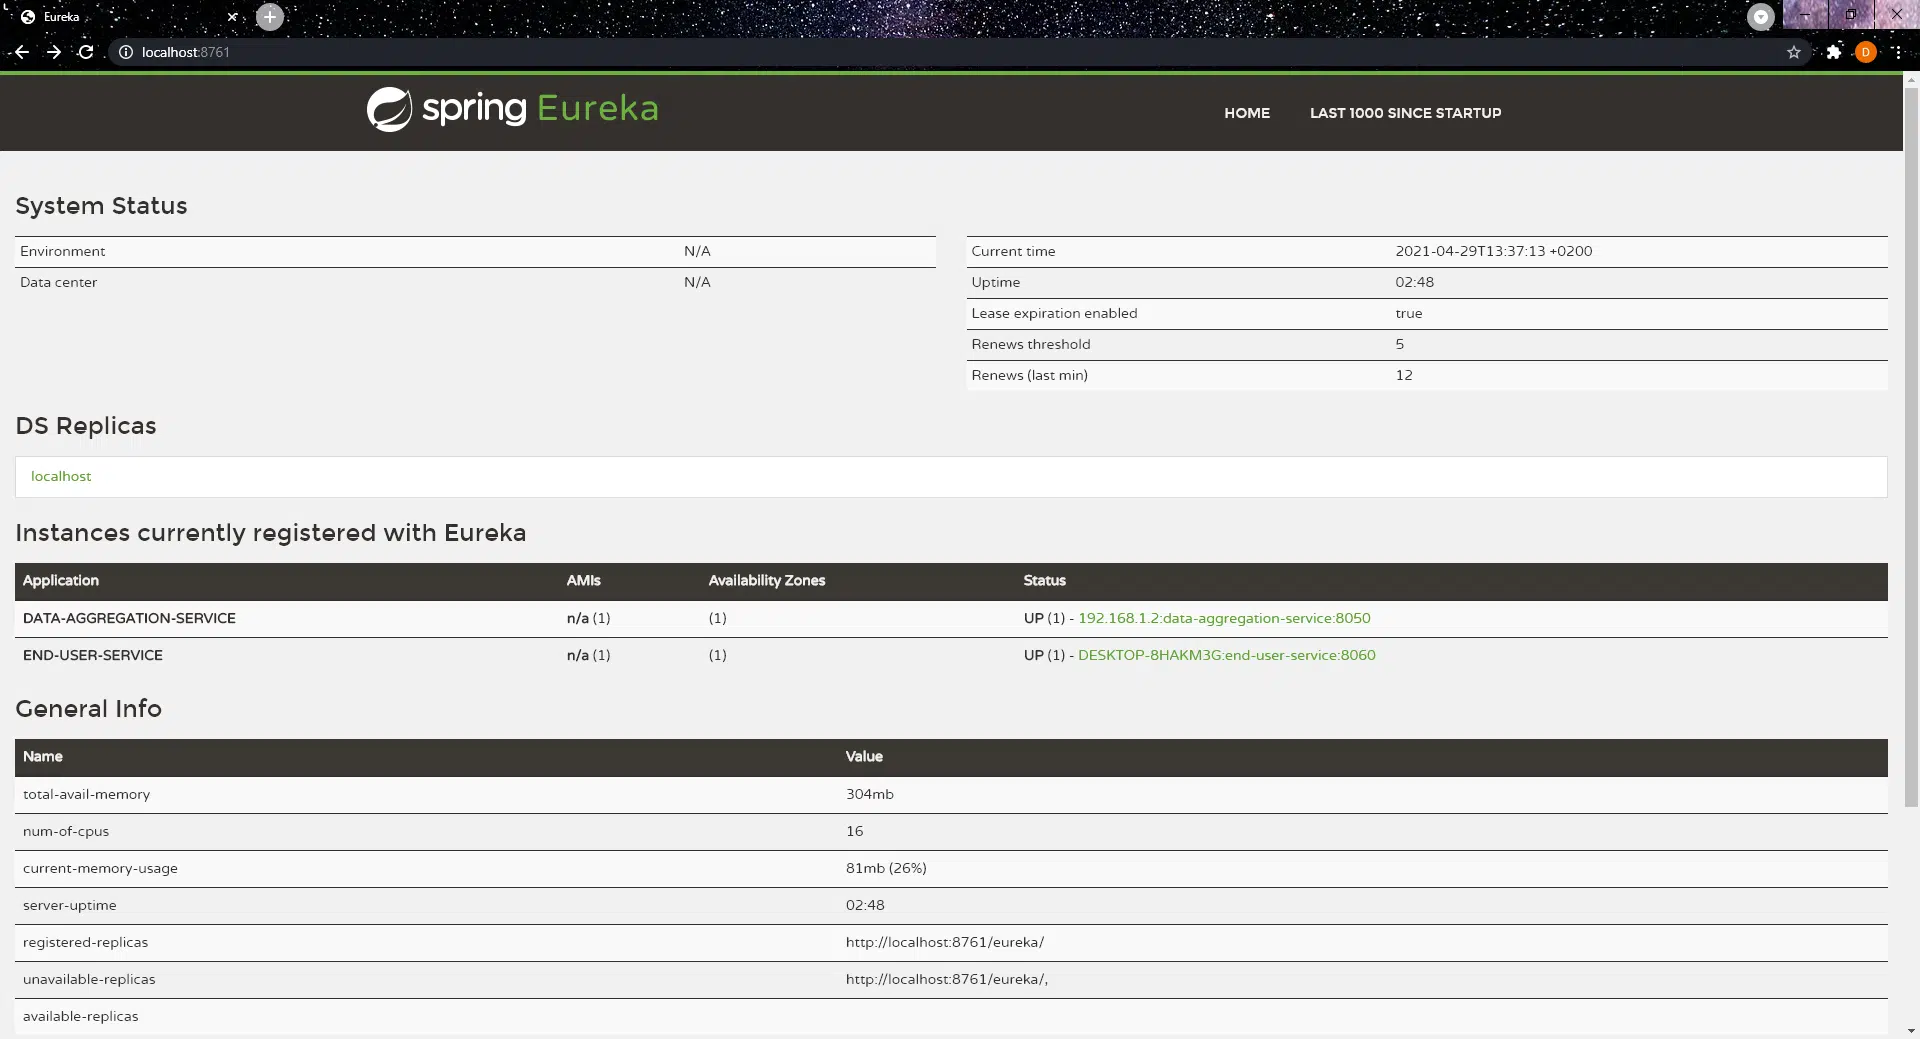 Eureka
localhost:8761
D
spring Eureka
HOME LAST 1000 SINCE STARTUP
System Status
Environment N/A
Data center N/A
Current time 2021-04-29T13:37:13 +0200
Uptime 02:48
Lease expiration enabled true
Renews threshold 5
Renews (last min) 12
DS Replicas
localhost
Instances currently registered with Eureka
Application AMIs Availability Zones Status
DATA-AGGREGATION-SERVICE n/a (1) (1) UP (1) - 192.168.1.2:data-aggregation-service:8050
END-USER-SERVICE n/a (1) (1) UP (1) - DESKTOP-8HAKM3G:end-user-service:8060
General Info
Name Value
total-avail-memory 304mb
num-of-cpus 16
current-memory-usage 81mb (26%)
server-uptime 02:48
registered-replicas http://localhost:8761/eureka/
unavailable-replicas http://localhost:8761/eureka/,
available-replicas